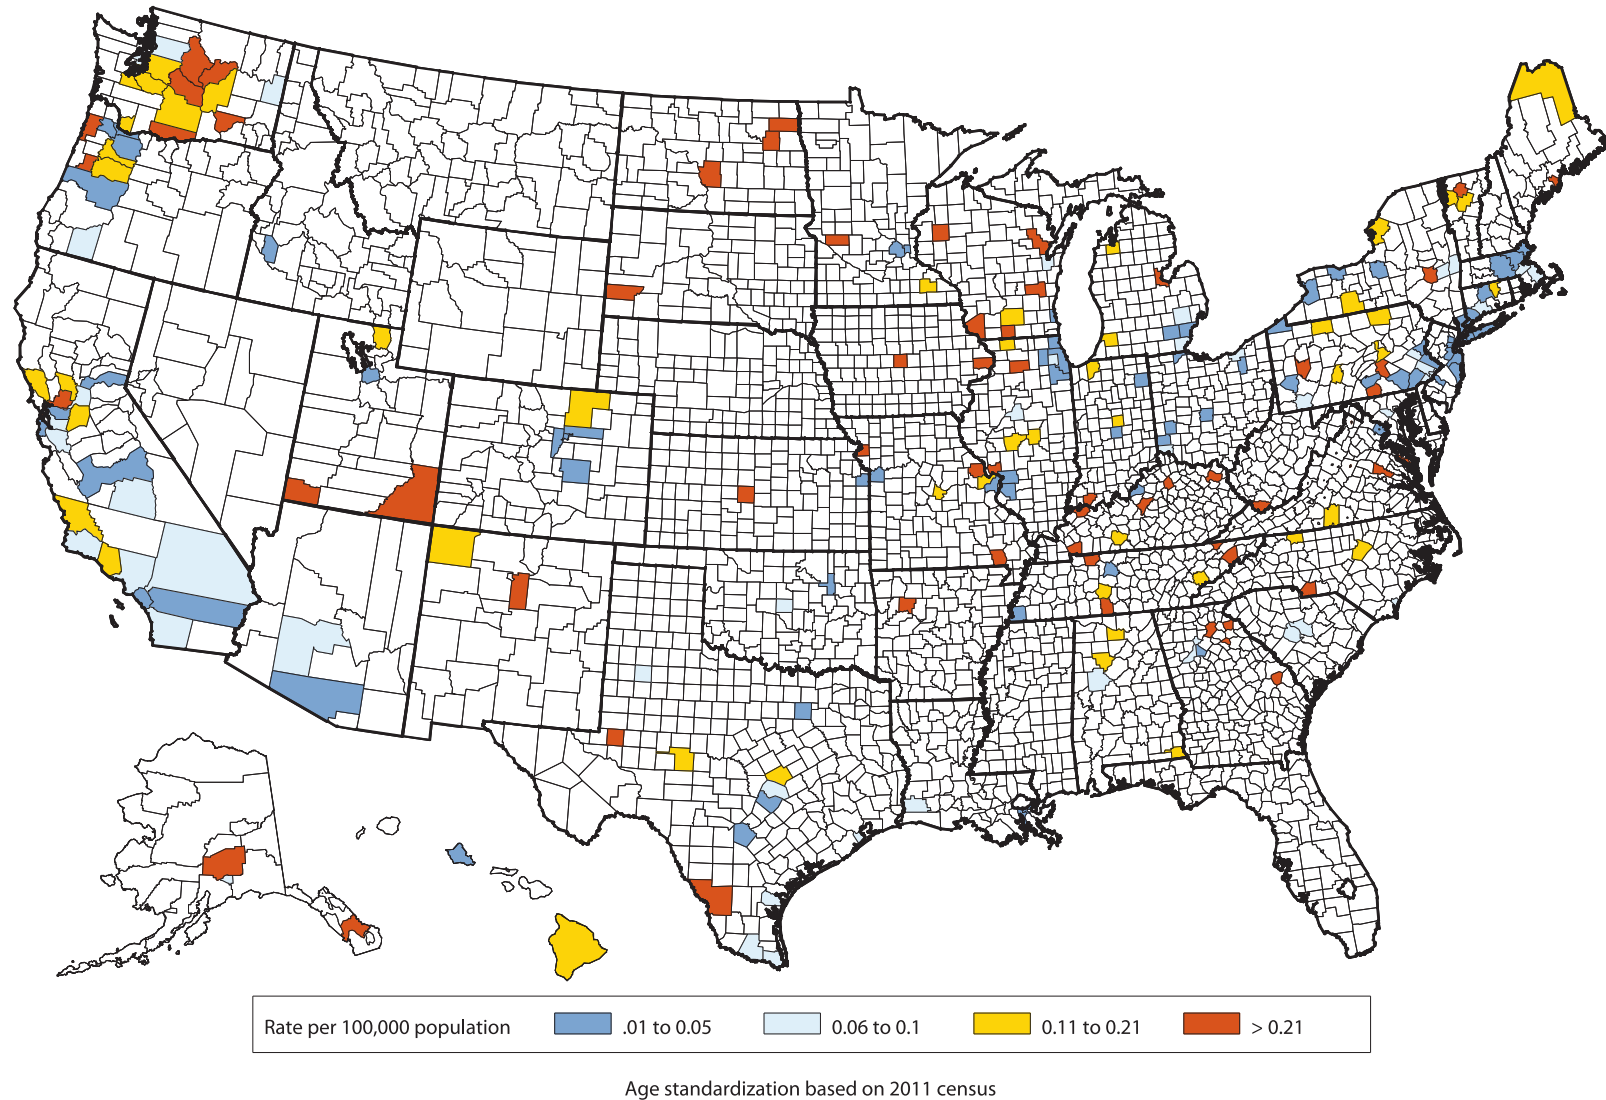 Rate per 100,000 population .01 to 0.05 0.06 to 0.1 0.11 to 0.21 > 0.21
Age standardization based on 2011 census